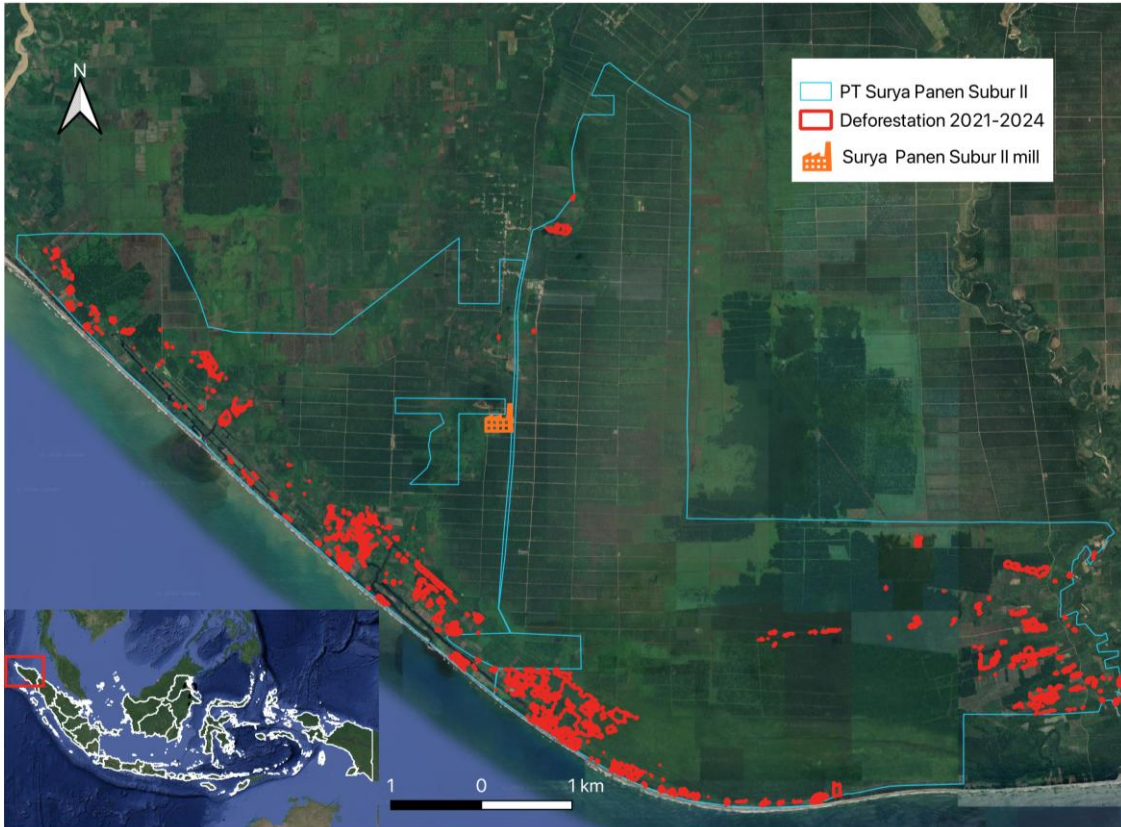 N
PT Surya Panen Subur II
Deforestation 2021-2024
Surya Panen Subur II mill
1 0 1 km